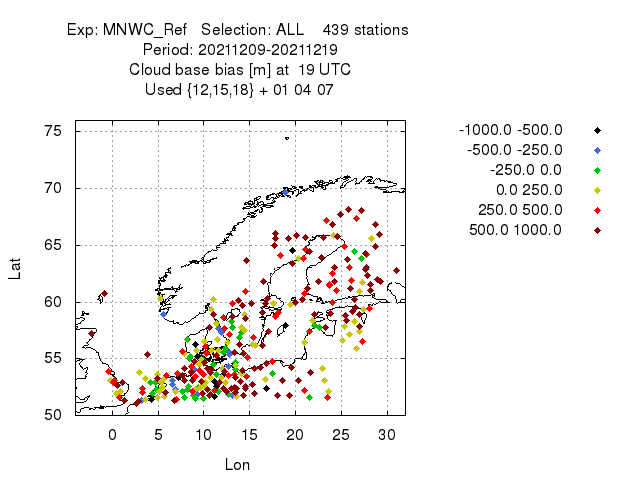 Exp: MNWC_Ref Selection: ALL 439 stations
Period: 20211209-20211219
Cloud base bias [m] at 19 UTC
Used {12,15,18} + 01 04 07
-1000.0 -500.0
-500.0 -250.0
-250.0 0.0
0.0 250.0
250.0 500.0
500.0 1000.0
75
70
65
60
55
50
Lat
0 5 10 15 20 25 30
Lon